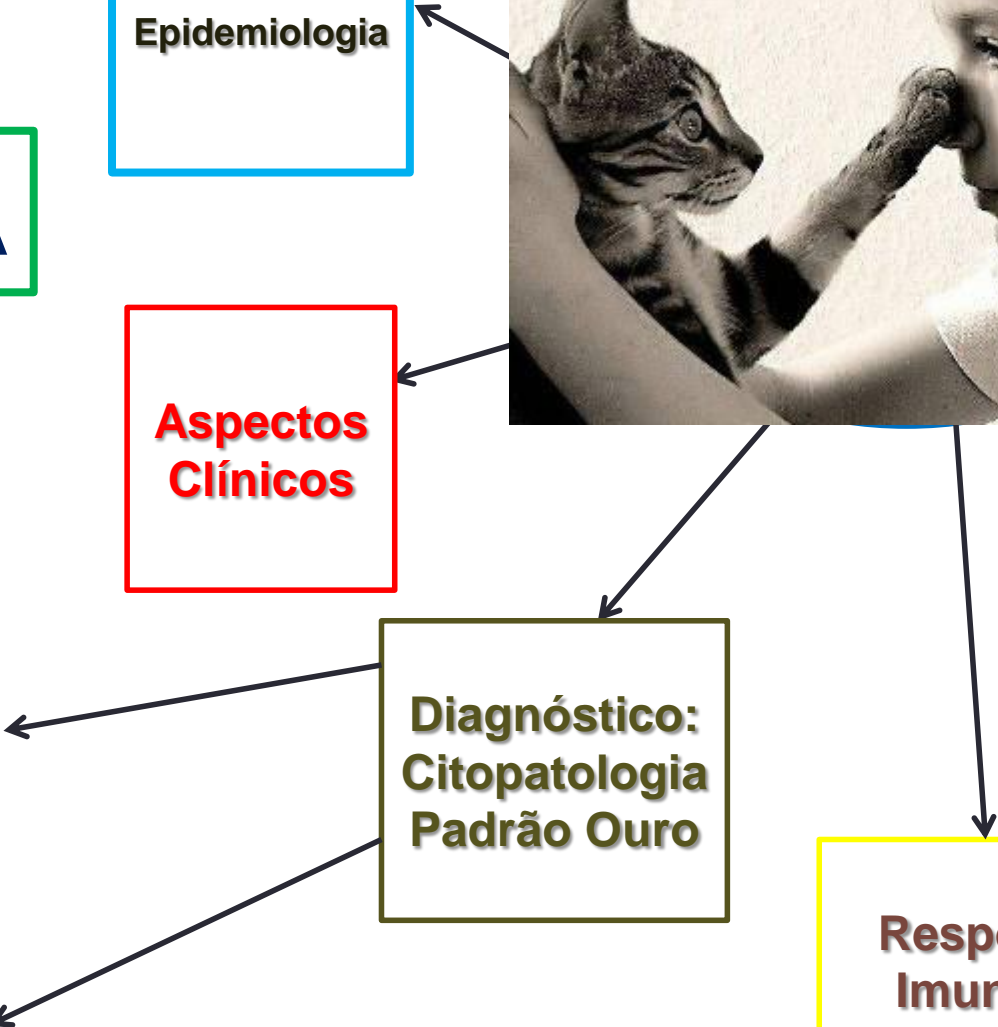 Epidemiologia
Aspectos
Clínicos
Diagnóstico:
Citopatologia
Padrão Ouro